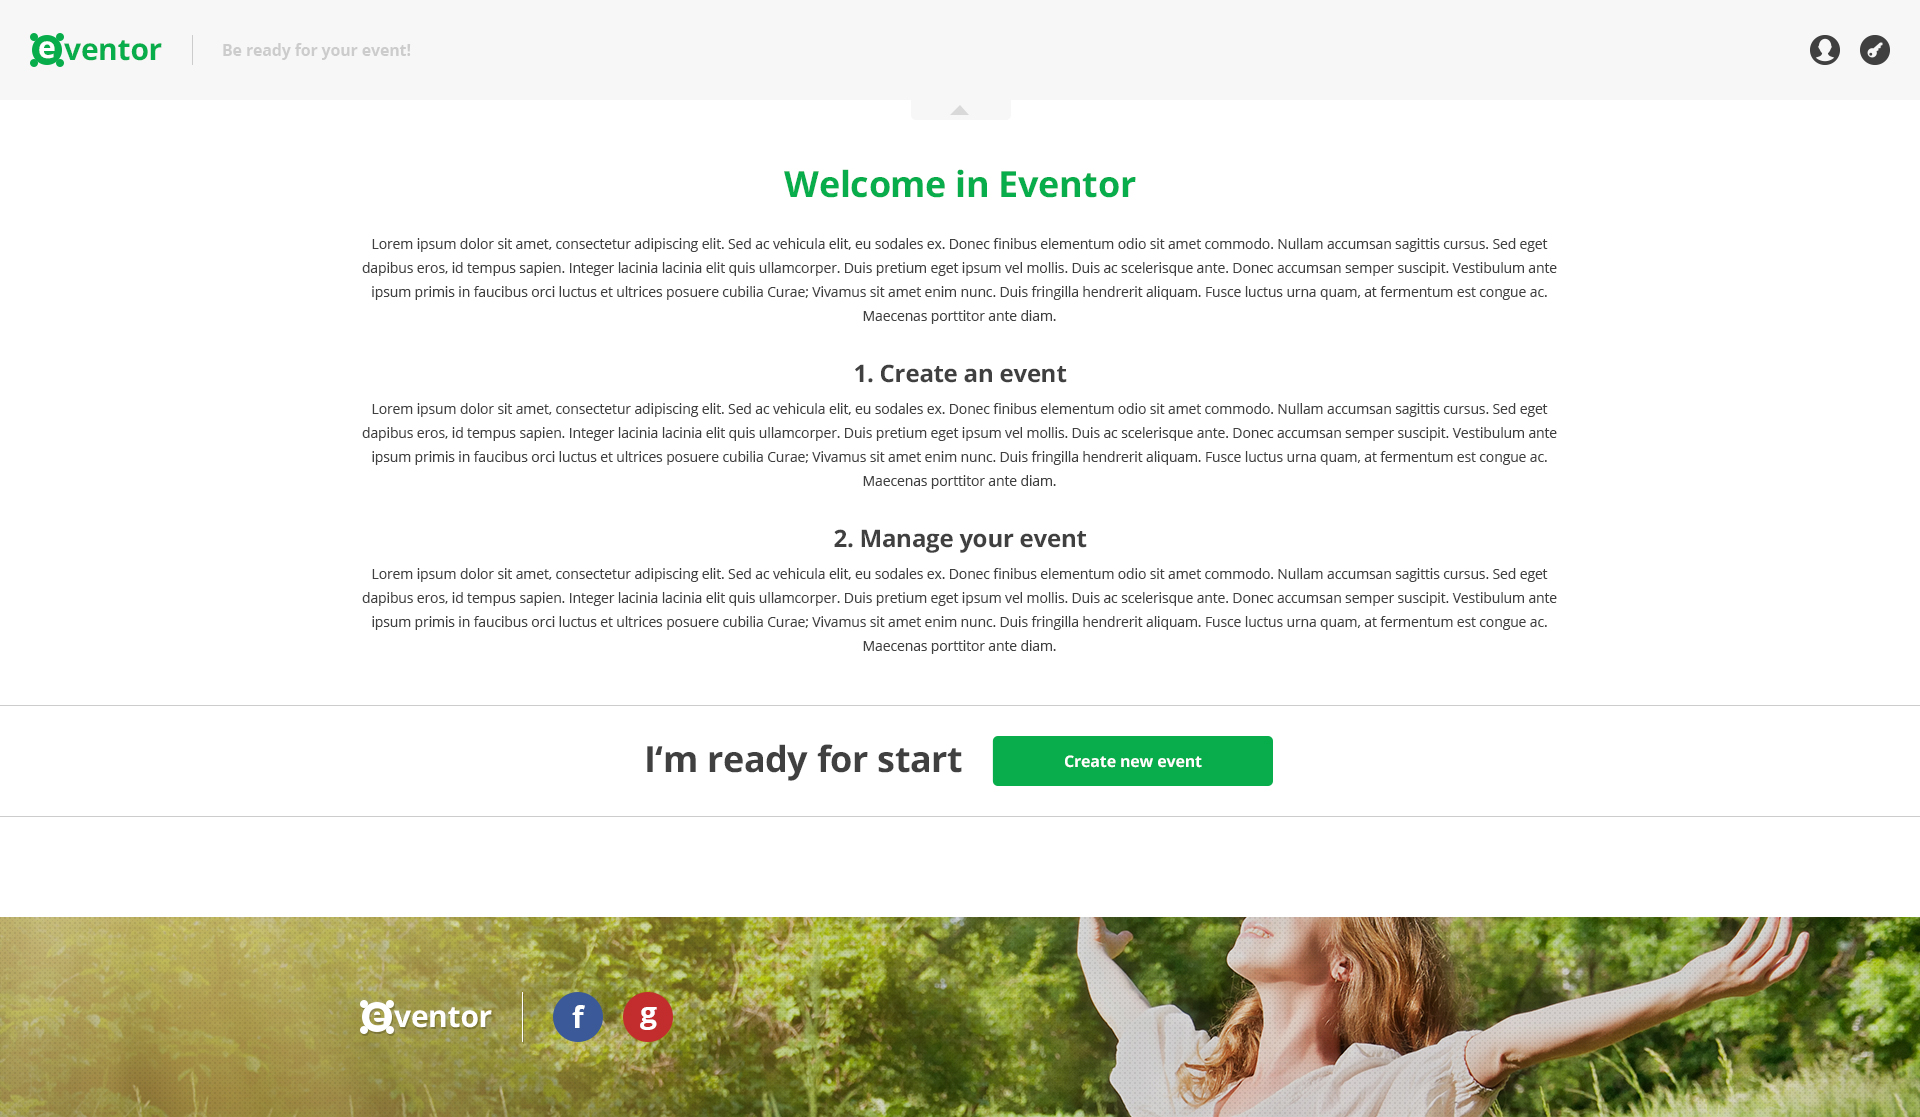 eventor
Be ready for your event!
Welcome in Eventor
Lorem ipsum dolor sit amet, consectetur adipiscing elit. Sed ac vehicula elit, eu sodales ex. Donec finibus elementum odio sit amet commodo. Nullam accumsan sagittis cursus. Sed eget
dapibus eros, id tempus sapien. Integer lacinia lacinia elit quis ullamcorper. Duis pretium eget ipsum vel mollis. Duis ac scelerisque ante. Donec accumsan semper suscipit. Vestibulum ante
ipsum primis in faucibus orci luctus et ultrices posuere cubilia Curae; Vivamus sit amet enim nunc. Duis fringilla hendrerit aliquam. Fusce luctus urna quam, at fermentum est congue ac.
Maecenas porttitor ante diam.
1. Create an event
Lorem ipsum dolor sit amet, consectetur adipiscing elit. Sed ac vehicula elit, eu sodales ex. Donec finibus elementum odio sit amet commodo. Nullam accumsan sagittis cursus. Sed eget
dapibus eros, id tempus sapien. Integer lacinia lacinia elit quis ullamcorper. Duis pretium eget ipsum vel mollis. Duis ac scelerisque ante. Donec accumsan semper suscipit. Vestibulum ante
ipsum primis in faucibus orci luctus et ultrices posuere cubilia Curae; Vivamus sit amet enim nunc. Duis fringilla hendrerit aliquam. Fusce luctus urna quam, at fermentum est congue ac.
Maecenas porttitor ante diam.
2. Manage your event
Lorem ipsum dolor sit amet, consectetur adipiscing elit. Sed ac vehicula elit, eu sodales ex. Donec finibus elementum odio sit amet commodo. Nullam accumsan sagittis cursus. Sed eget
dapibus eros, id tempus sapien. Integer lacinia lacinia elit quis ullamcorper. Duis pretium eget ipsum vel mollis. Duis ac scelerisque ante. Donec accumsan semper suscipit. Vestibulum ante
ipsum primis in faucibus orci luctus et ultrices posuere cubilia Curae; Vivamus sit amet enim nunc. Duis fringilla hendrerit aliquam. Fusce luctus urna quam, at fermentum est congue ac.
Maecenas porttitor ante diam.
I‘m ready for start
Create new event
eventor
f
g